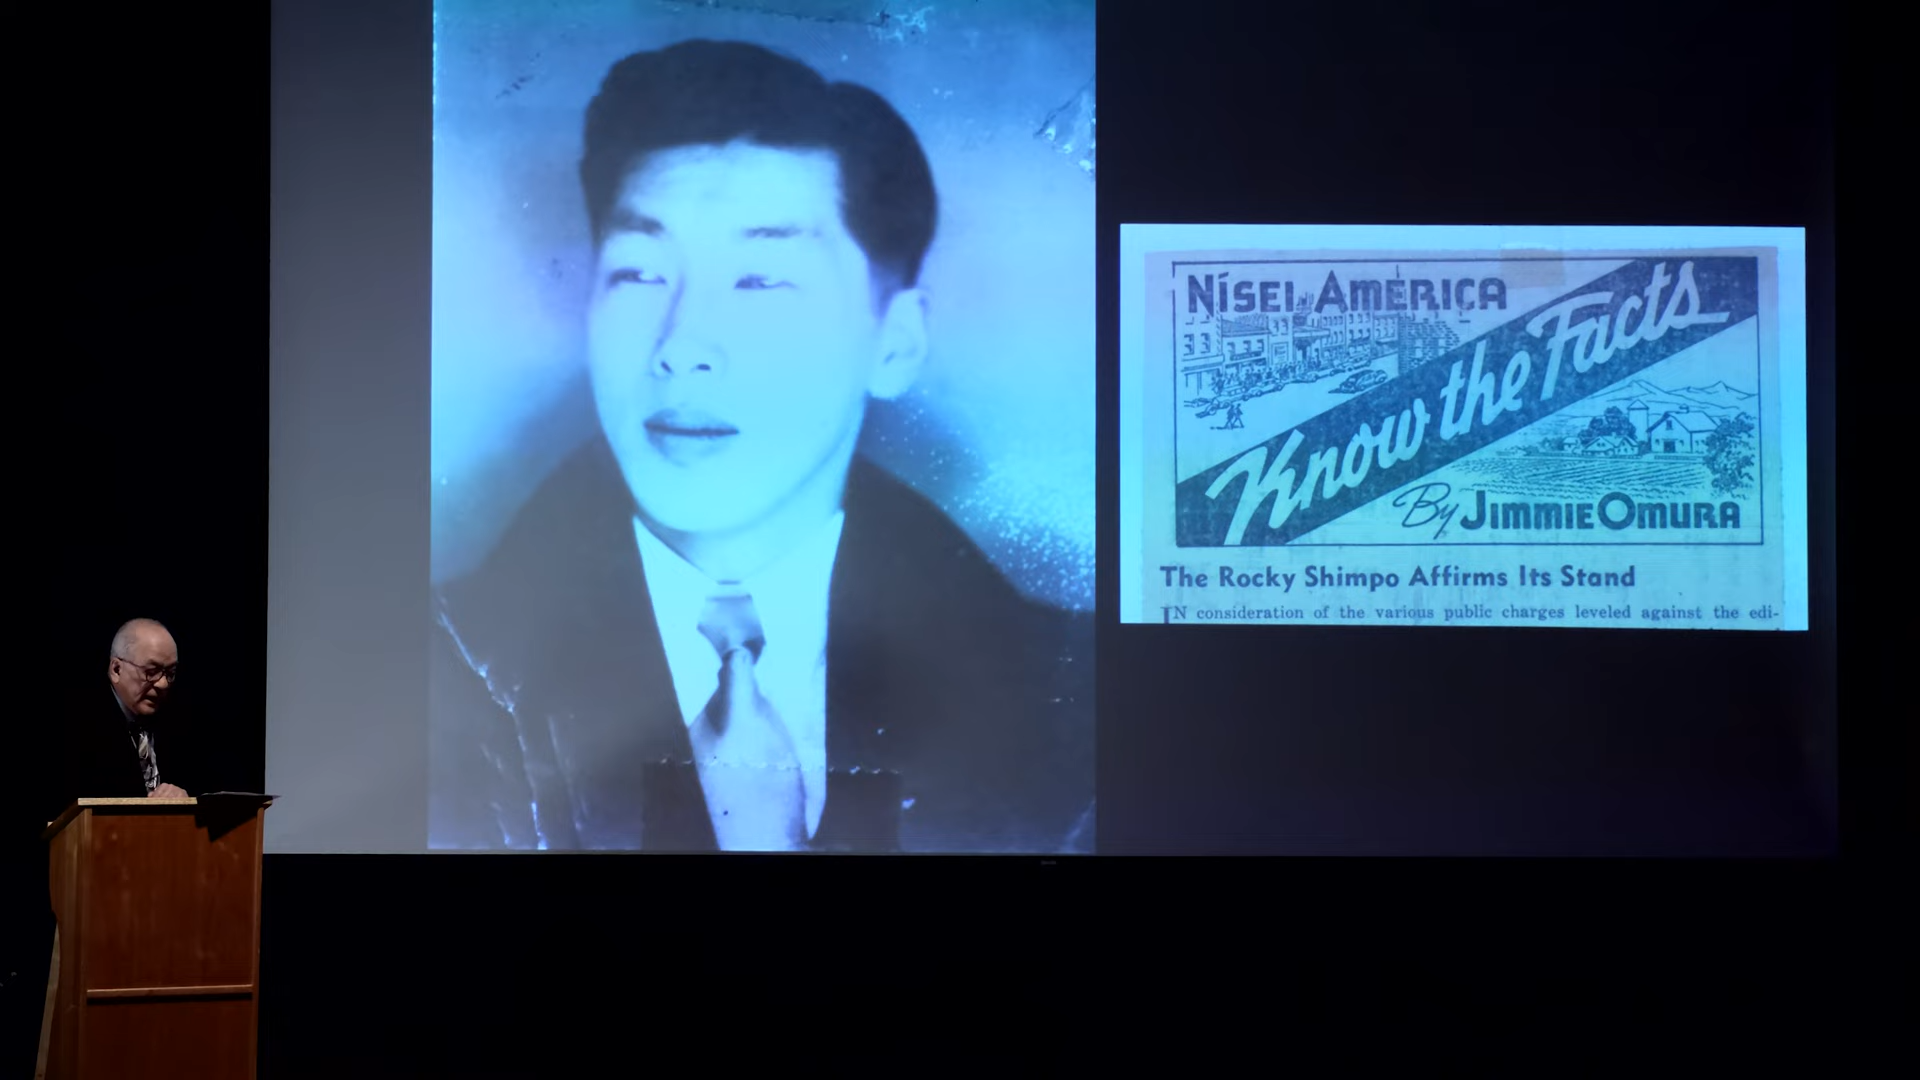 Nisei America
Know the Facts
By Jimmie Omura
The Rocky Shimpo Affirms Its Stand
IN consideration of the various public charges leveled against the edi-